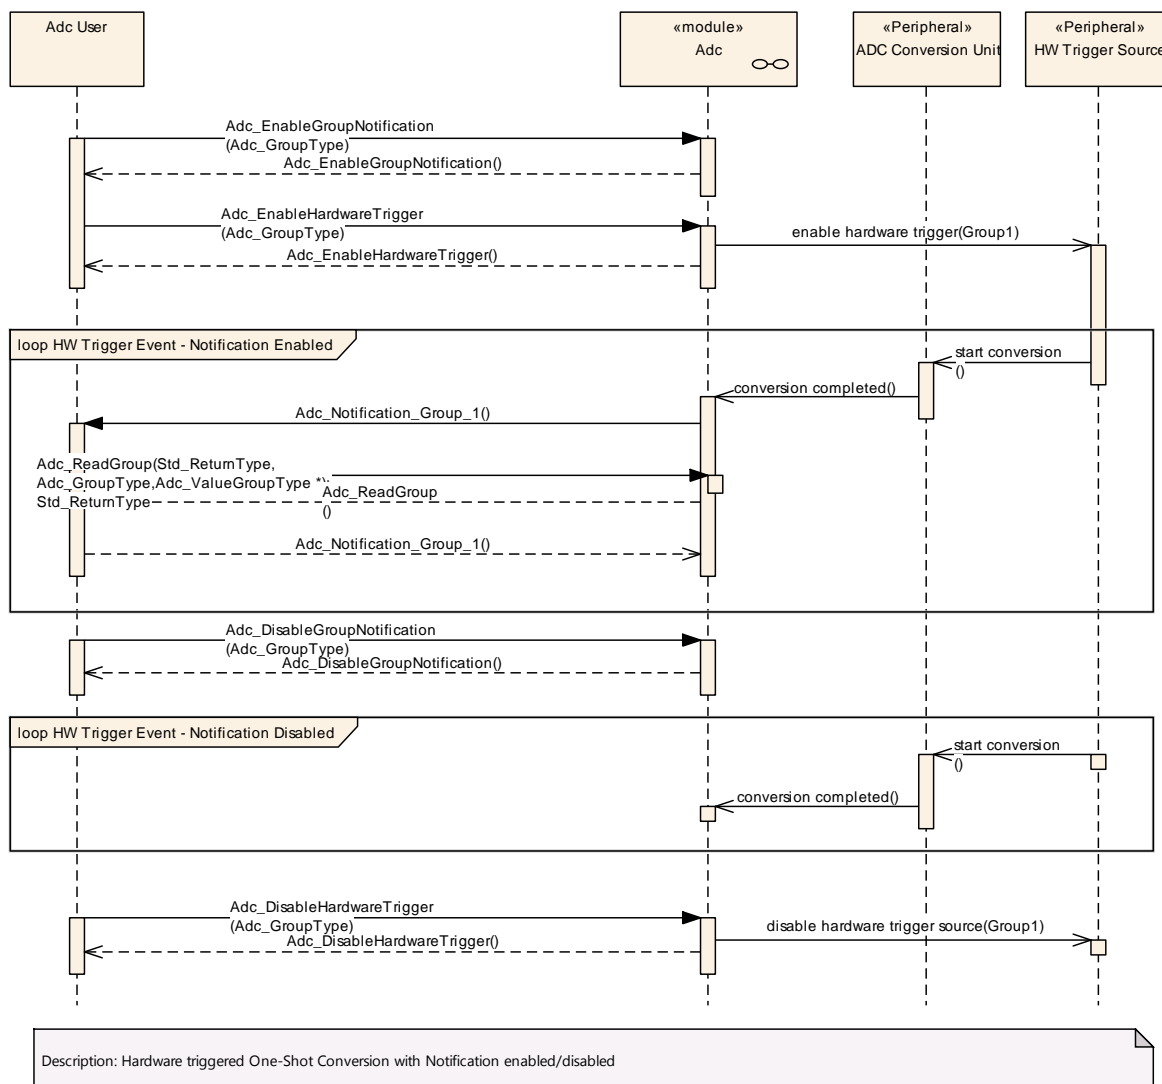 Adc User
«module»
Adc
«Peripheral»
ADC Conversion Unit
«Peripheral»
HW Trigger Source
Adc_EnableGroupNotification
(Adc_GroupType)
Adc_EnableGroupNotification()
Adc_EnableHardwareTrigger
(Adc_GroupType)
enable hardware trigger(Group1)
Adc_EnableHardwareTrigger()
loop HW Trigger Event - Notification Enabled
start conversion
()
conversion completed()
Adc_Notification_Group_1()
Adc_ReadGroup(Std_ReturnType,
Adc_GroupType,Adc_ValueGroupType *):
Std_ReturnType
Adc_ReadGroup
()
Adc_Notification_Group_1()
Adc_DisableGroupNotification
(Adc_GroupType)
Adc_DisableGroupNotification()
loop HW Trigger Event - Notification Disabled
start conversion
()
conversion completed()
Adc_DisableHardwareTrigger
(Adc_GroupType)
disable hardware trigger source(Group1)
Adc_DisableHardwareTrigger()
Description: Hardware triggered One-Shot Conversion with Notification enabled/disabled